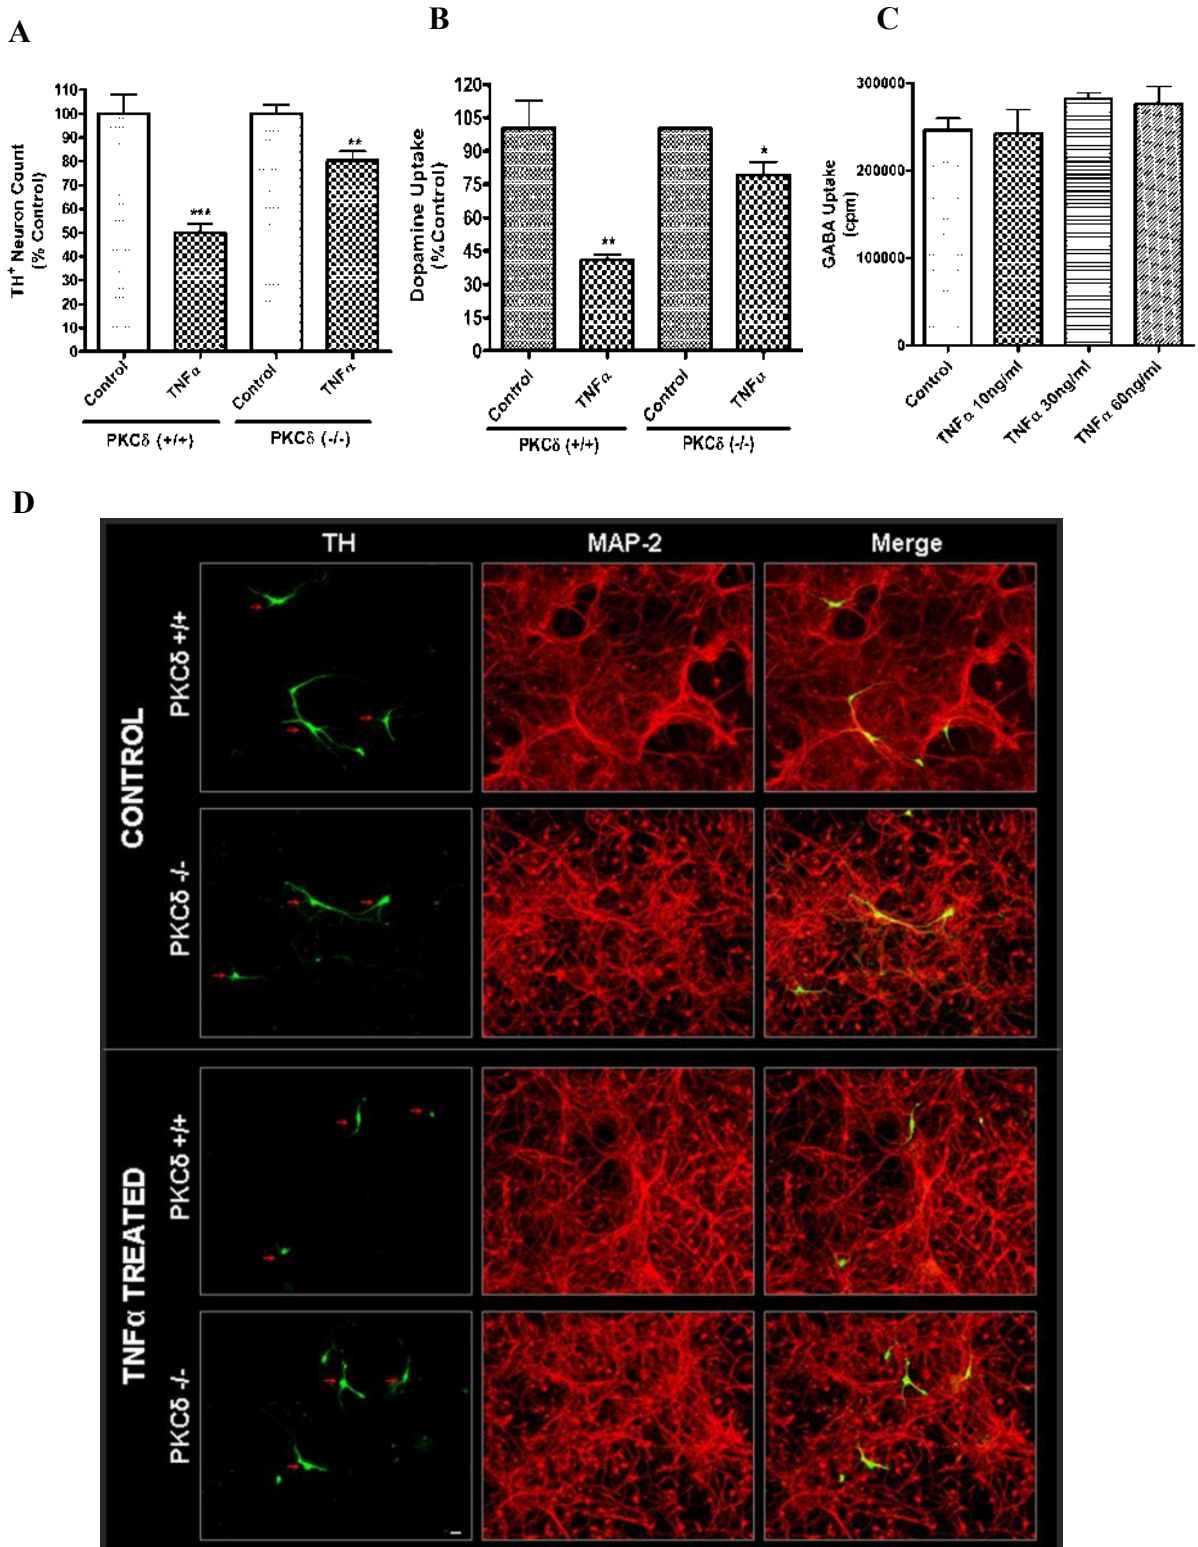 A
B
C
TH+ Neuron Count
(% Control)
110
100
90
80
70
60
50
40
30
20
10
0
***
**
Control
TNFα
Control
TNFα
PKCδ (+/+)
PKCδ (-/-)
Dopamine Uptake
(%Control)
120
105
90
75
60
45
30
15
0
**
*
Control
TNFα
Control
TNFα
PKCδ (+/+)
PKCδ (-/-)
GABA Uptake
(cpm)
300000
200000
100000
0
Control
TNFα 10ng/ml
TNFα 30ng/ml
TNFα 60ng/ml
D
TH
MAP-2
Merge
CONTROL
PKCδ +/+
PKCδ -/-
TNFα TREATED
PKCδ +/+
PKCδ -/-